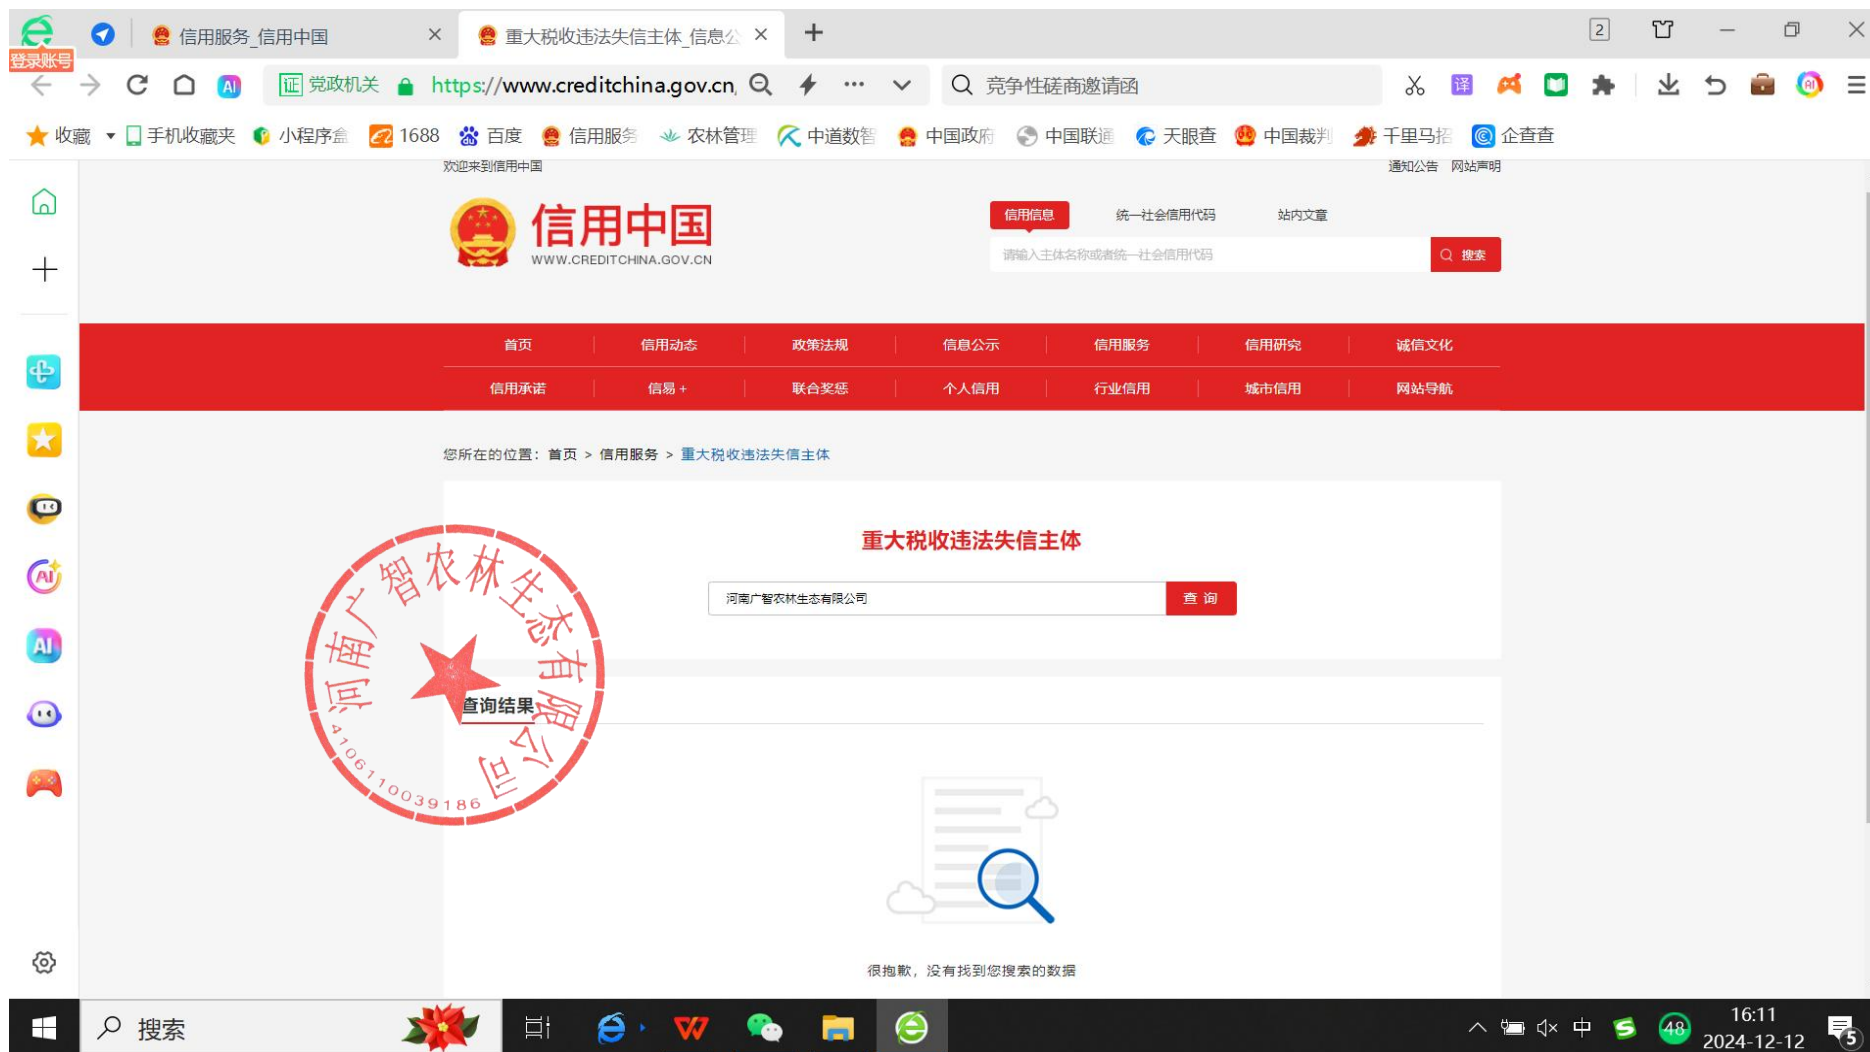 信用服务_信用中国
重大税收违法失信主体_信息公
2
登录账号
AI
证 党政机关 https://www.creditchina.gov.cn
竞争性磋商邀请函
译
收藏 手机收藏夹 小程序盒 1688 百度 信用服务 农林管理 中道数智 中国政府 中国联通 天眼查 中国裁判 千里马招 企查查
欢迎来到信用中国
通知公告 网站声明
信用中国
WWW.CREDITCHINA.GOV.CN
信用信息 统一社会信用代码 站内文章
请输入主体名称或者统一社会信用代码
搜索
首页 信用动态 政策法规 信息公示 信用服务 信用研究 诚信文化
信用承诺 信易+ 联合奖惩 个人信用 行业信用 城市信用 网站导航
您所在的位置：首页 > 信用服务 > 重大税收违法失信主体
重大税收违法失信主体
河南广智农林生态有限公司
查 询
河南广智农林生态有限公司
4106110039186
查询结果
很抱歉，没有找到您搜索的数据
搜索
中
48
16:11
2024-12-12
5